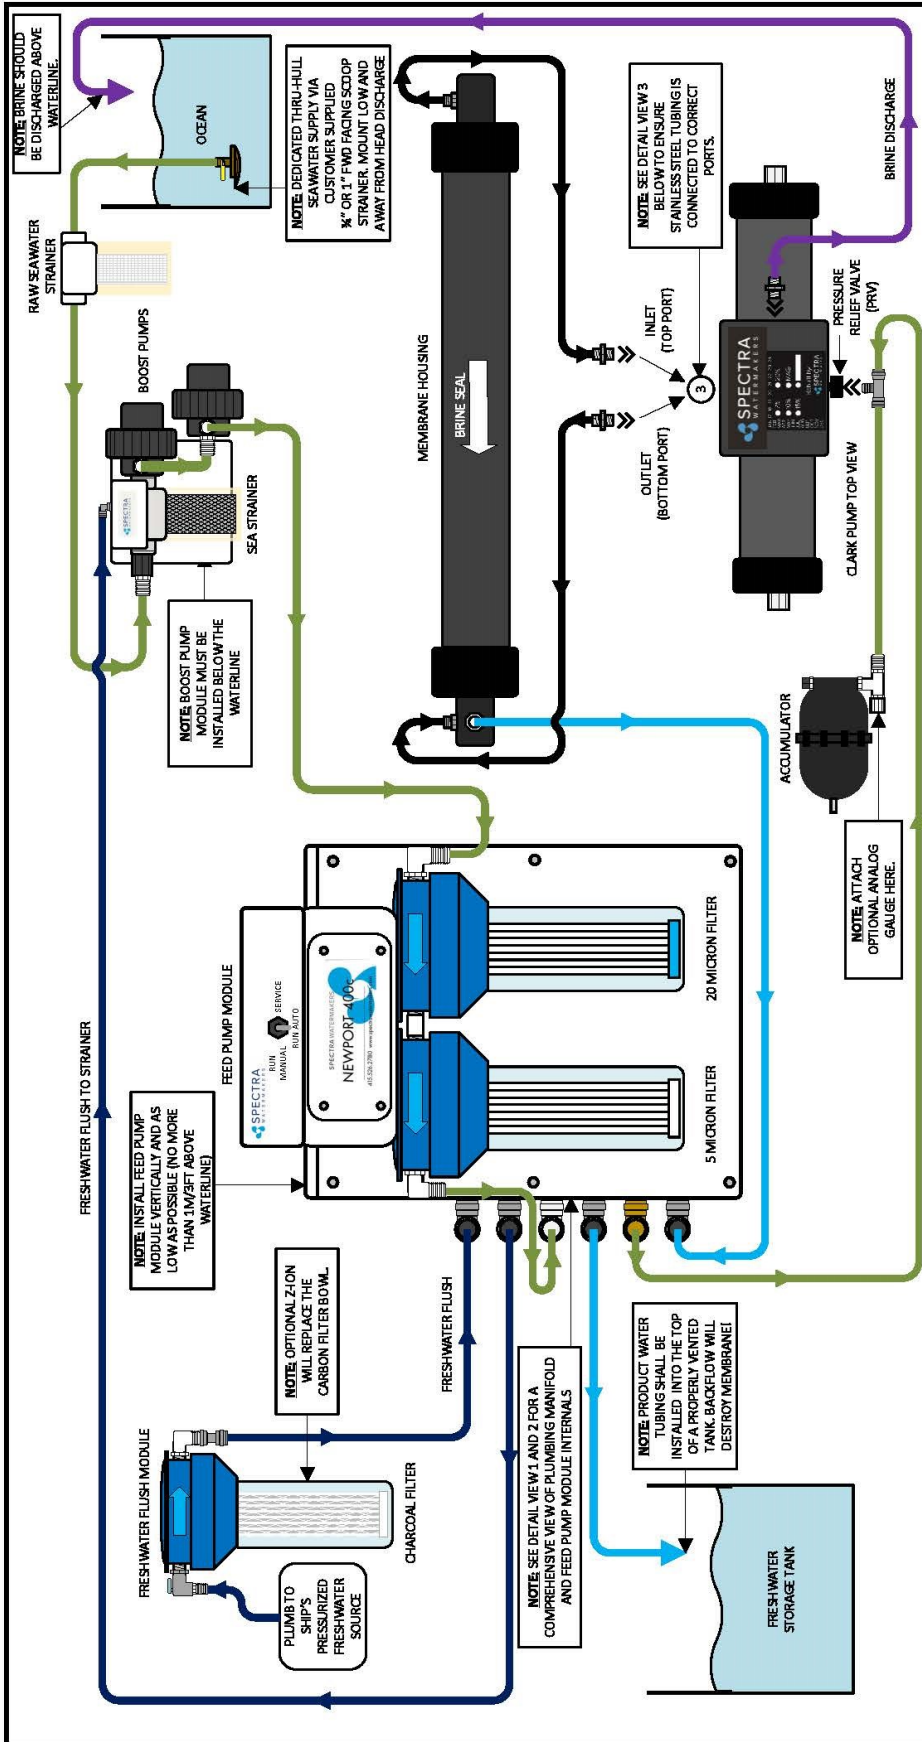 NOTE: BRINE SHOULD
BE DISCHARGED ABOVE
WATERLINE.
OCEAN
NOTE: DEDICATED THRU-HULL
SEAWATER SUPPLY VIA
CUSTOMER SUPPLIED
¾" OR 1" FWD FACING SCOOP
STRAINER. MOUNT LOW AND
AWAY FROM HEAD DISCHARGE
RAW SEAWATER
STRAINER
BOOST PUMPS
SPECTRA
SEA STRAINER
NOTE: BOOST PUMP
MODULE MUST BE
INSTALLED BELOW THE
WATERLINE
FRESHWATER FLUSH TO STRAINER
MEMBRANE HOUSING
BRINE SEAL
NOTE: SEE DETAIL VIEW 3
BELOW TO ENSURE
STAINLESS STEEL TUBING IS
CONNECTED TO CORRECT
PORTS.
INLET
(TOP PORT)
OUTLET
(BOTTOM PORT)
3
BRINE DISCHARGE
SPECTRA
WATERMAKERS
SPECTRA
PRESSURE
RELIEF VALVE
(PRV)
CLARK PUMP TOP VIEW
ACCUMULATOR
NOTE: ATTACH
OPTIONAL ANALOG
GAUGE HERE.
FEED PUMP MODULE
SPECTRA
WATERMAKERS
RUN
MANUAL
SERVICE
RUN AUTO
SPECTRA WATERMAKERS
NEWPORT 400c
20 MICRON FILTER
5 MICRON FILTER
NOTE: INSTALL FEED PUMP
MODULE VERTICALLY AND AS
LOW AS POSSIBLE (NO MORE
THAN 1M/3FT ABOVE
WATERLINE)
NOTE: OPTIONAL Z-ION
WILL REPLACE THE
CARBON FILTER BOWL.
FRESHWATER FLUSH
FRESHWATER FLUSH MODULE
CHARCOAL FILTER
PLUMB TO
SHIP'S
PRESSURIZED
FRESHWATER
SOURCE
NOTE: SEE DETAIL VIEW 1 AND 2 FOR A
COMPREHENSIVE VIEW OF PLUMBING MANIFOLD
AND FEED PUMP MODULE INTERNALS
NOTE: PRODUCT WATER
TUBING SHALL BE
INSTALLED INTO THE TOP
OF A PROPERLY VENTED
TANK. BACKFLOW WILL
DESTROY MEMBRANE!
FRESHWATER
STORAGE TANK